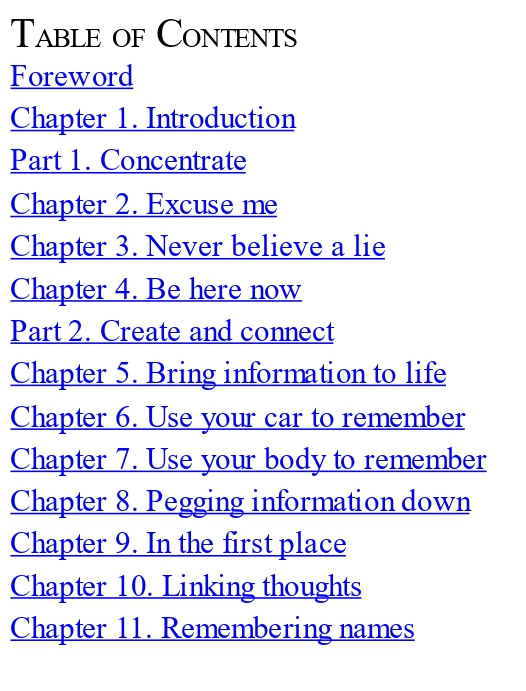 Table of Contents
Foreword
Chapter 1. Introduction
Part 1. Concentrate
Chapter 2. Excuse me
Chapter 3. Never believe a lie
Chapter 4. Be here now
Part 2. Create and connect
Chapter 5. Bring information to life
Chapter 6. Use your car to remember
Chapter 7. Use your body to remember
Chapter 8. Pegging information down
Chapter 9. In the first place
Chapter 10. Linking thoughts
Chapter 11. Remembering names